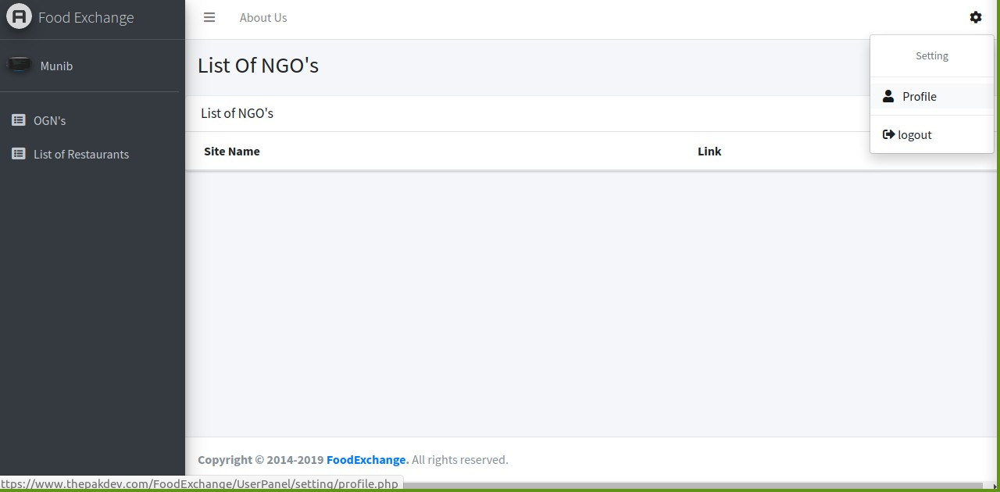 Food Exchange
About Us
Setting
Munib
List Of NGO's
Profile
OGN's
List of NGO's
logout
List of Restaurants
Site Name Link
Copyright © 2014-2019 FoodExchange. All rights reserved.
ttps://www.thepakdev.com/FoodExchange/UserPanel/setting/profile.php